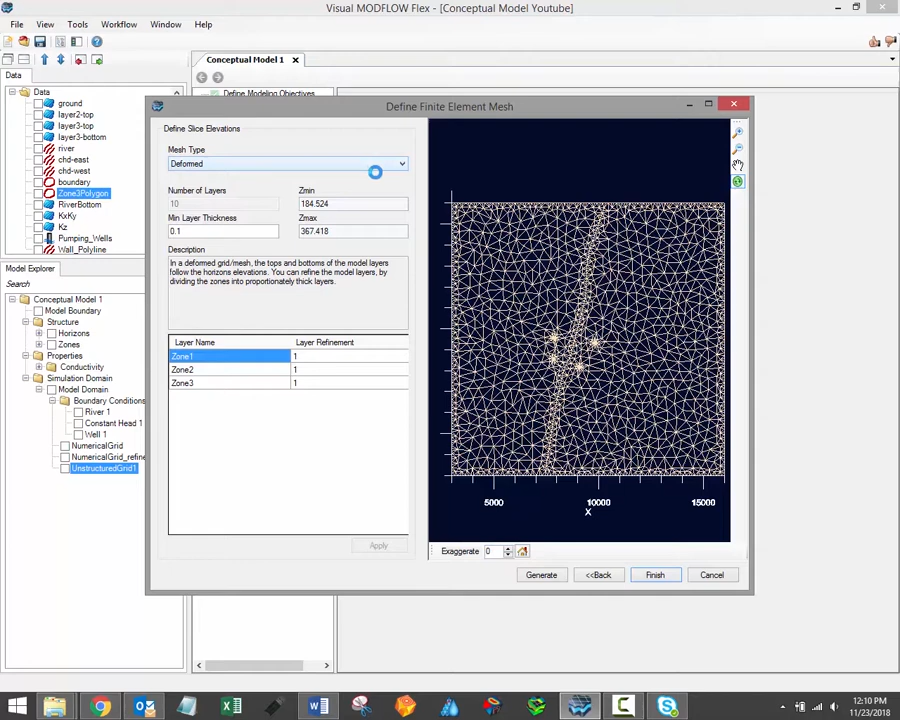 Visual MODFLOW Flex - [Conceptual Model Youtube]
File View Tools Workflow Window Help
Data
Data
ground
layer2-top
layer3-top
layer3-bottom
river
chd-east
chd-west
boundary
Zone3Polygon
RiverBottom
KxKy
Kz
Pumping_Wells
Wall_Polyline
Model Explorer
Search
Conceptual Model 1
Model Boundary
Structure
Horizons
Zones
Properties
Conductivity
Simulation Domain
Model Domain
Boundary Conditions
River 1
Constant Head 1
Well 1
NumericalGrid
NumericalGrid_refine
UnstructuredGrid1
Conceptual Model 1
Define Modeling Objectives
Define Finite Element Mesh
Define Slice Elevations
Mesh Type
Deformed
Number of Layers
Zmin
10
184.524
Min Layer Thickness
Zmax
0.1
367.418
Description
In a deformed grid/mesh, the tops and bottoms of the model layers
follow the horizons elevations. You can refine the model layers, by
dividing the zones into proportionately thick layers.
Layer Name Layer Refinement
Zone1 1
Zone2 1
Zone3 1
Apply
5000 10000 15000
X
Exaggerate 0
Generate <<Back Finish Cancel
12:10 PM
11/23/2018